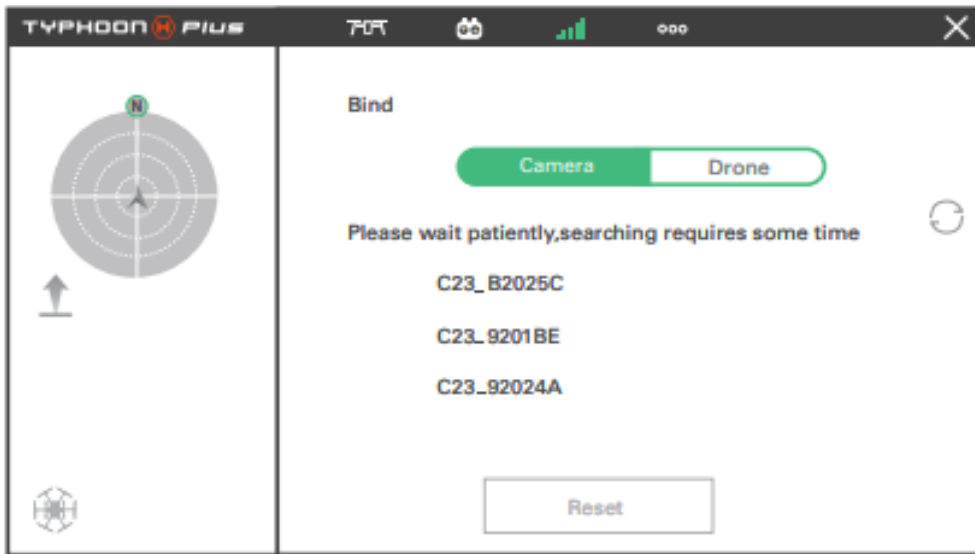 TYPHOON H Plus
N
Bind
Camera Drone
Please wait patiently,searching requires some time
C23_B2025C
C23_9201BE
C23_92024A
Reset